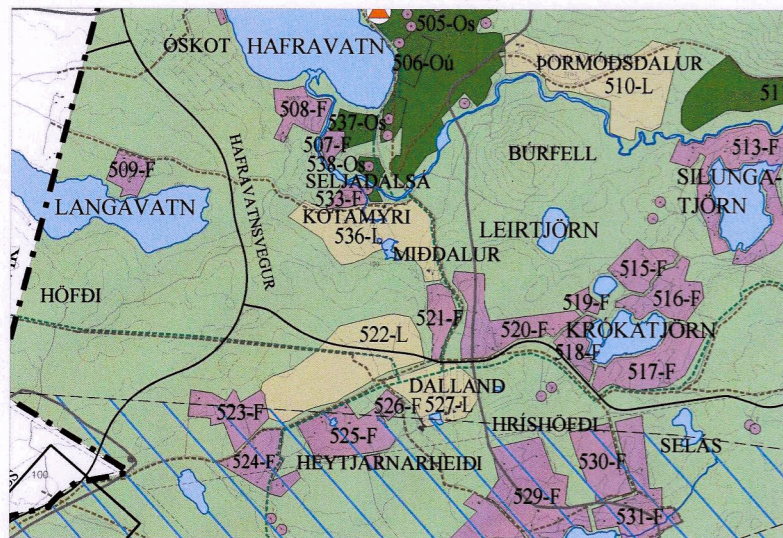 505-Os
ÓSKOT
HAFRAVATN
506-Oú
ÞORMÓÐSDALUR
510-L
51
508-F
537-Os
507-F
538-Os
509-F
HAFRAVATNSVEGUR
BÚRFELL
513-F
SELJADALSÁ
533-F
SILUNGA-
TJÖRN
LANGAVATN
KOTAMÝRI
536-L
LEIRTJÖRN
MIÐDALUR
515-F
HÖFÐI
519-F
516-F
521-F
520-F
KRÓKATJÖRN
522-L
518-F
517-F
DALLAND
526-F
527-L
523-F
HRÍSHÖFÐI
525-F
524-F
HEYTJARNARHEIÐI
530-F
SELÁS
100
529-F
531-F